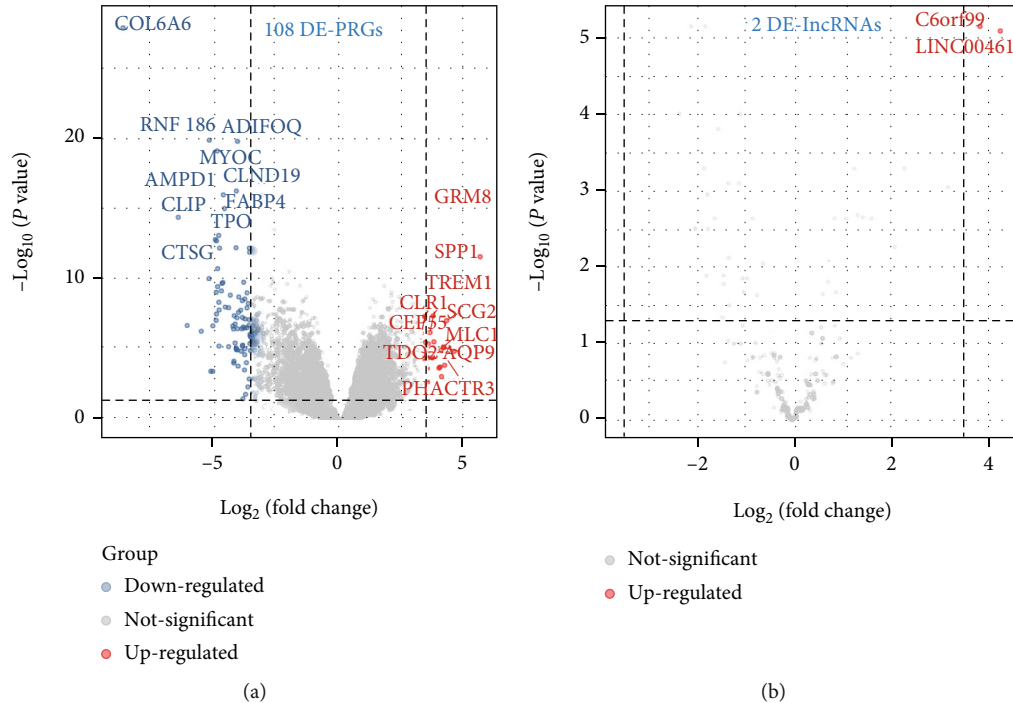 COL6A6
108 DE-PRGs
RNF 186
ADIFOQ
MYOC
CLND19
AMPD1
CLIP
FABP4
TPO
CTSG
GRM8
SPP1
TREM1
CLR1
SCG2
CEP55
MLC1
TDO2
AQP9
PHACTR3
20
10
0
−Log10 (P value)
−5
0
5
Log2 (fold change)
Group
Down-regulated
Not-significant
Up-regulated
(a)
2 DE-lncRNAs
C6orf99
LINC00461
5
5
4
3
2
1
0
−Log10 (P value)
−2
0
2
4
Log2 (fold change)
Not-significant
Up-regulated
(b)